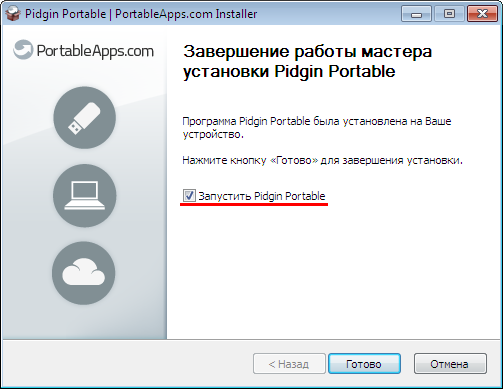 Pidgin Portable | PortableApps.com Installer
PortableApps.com
Завершение работы мастера
установки Pidgin Portable
Программа Pidgin Portable была установлена на Ваше
устройство.
Нажмите кнопку «Готово» для завершения установки.
Запустить Pidgin Portable
< Назад
Готово
Отмена